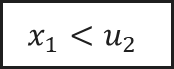 x₁ < u₂